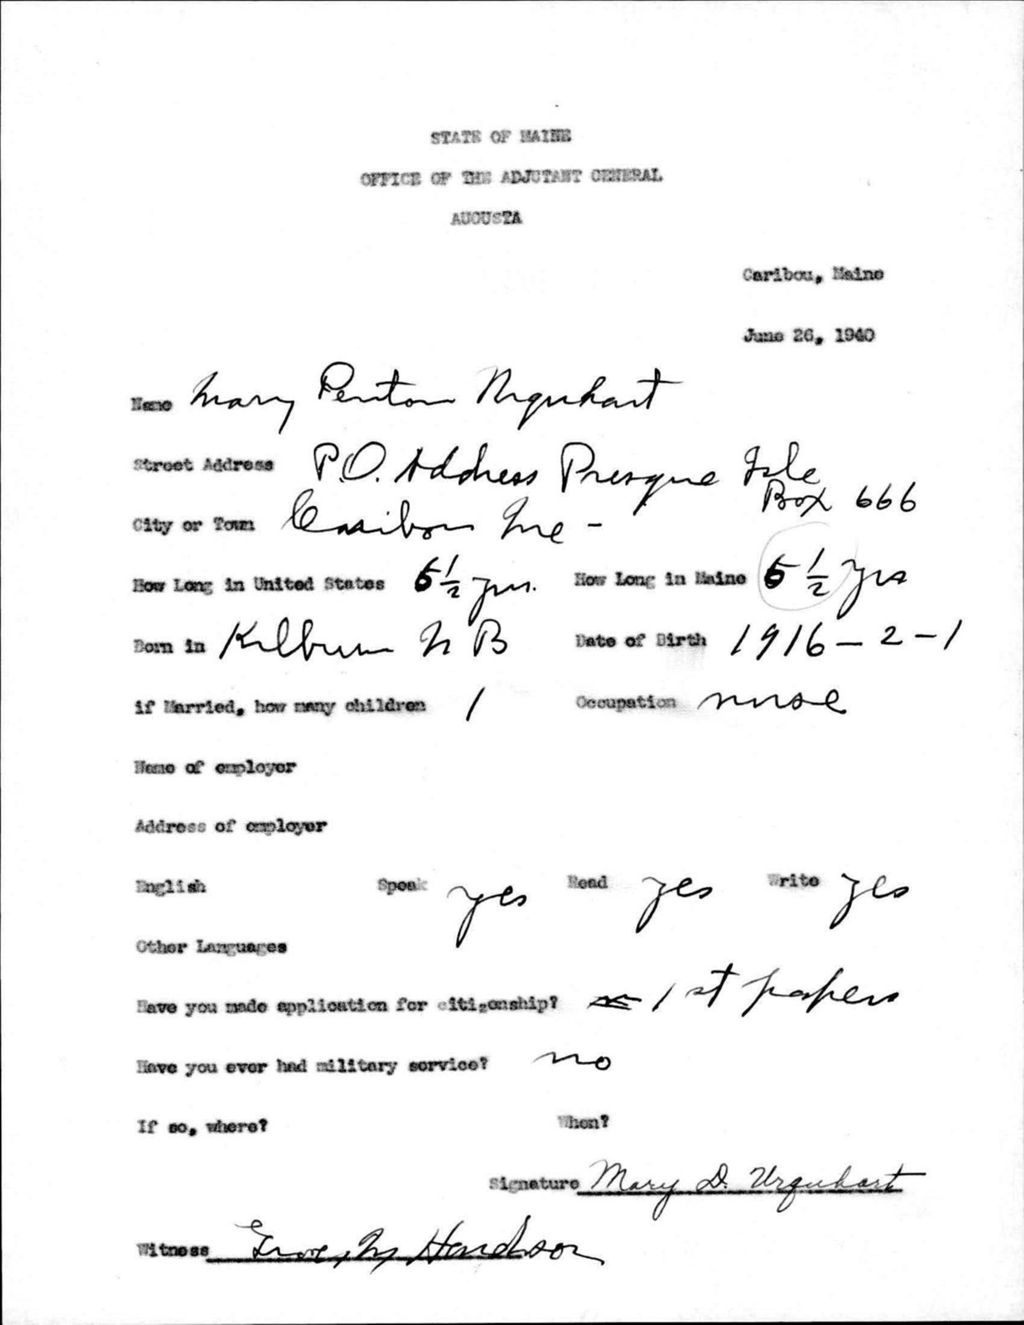 STATE OF MAINE
OFFICE OF THE ADJUTANT GENERAL
AUGUSTA
Caribou, Maine
June 26, 1940
Name Mary Penton Urquhart
Street Address P.O. Address Presque Isle
Box 666
City or Town Caribou Me -
How Long in United States 5 1/2 yrs. How Long in Maine 5 1/2 yrs
Born in Kilburn N B Date of Birth 1916-2-1
if Married, how many children 1 Occupation nurse
Name of employer
Address of employer
English Speak yes Read yes Write yes
Other Languages
Have you made application for citizenship? 1st papers
Have you ever had military service? no
If so, where? When?
Signature Mary D. Urquhart
Witness